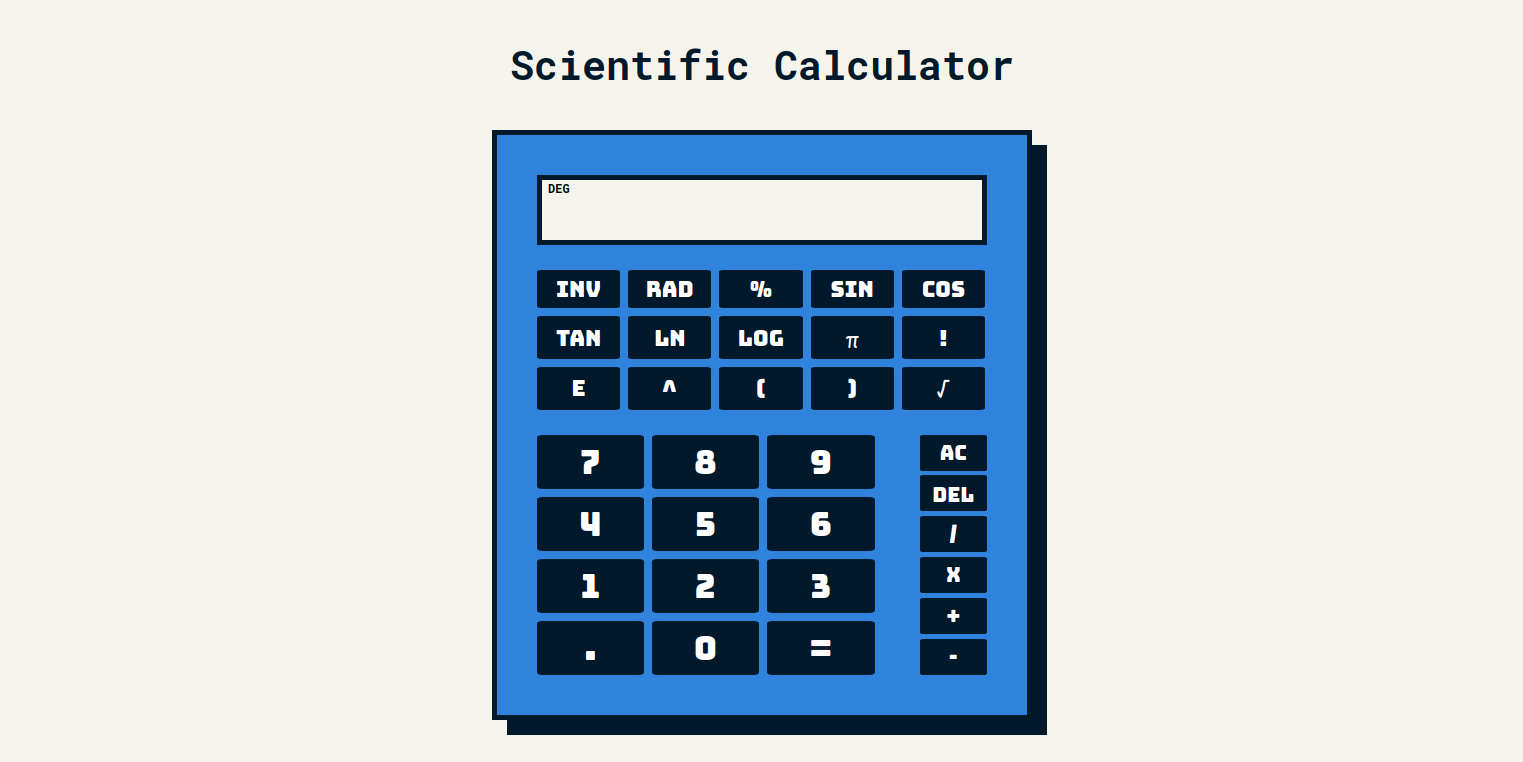 Scientific Calculator
DEG
INV RAD % SIN COS
TAN LN LOG π !
E ^ ( ) √
7 8 9
4 5 6
1 2 3
. 0 =
AC
DEL
/
X
+
-